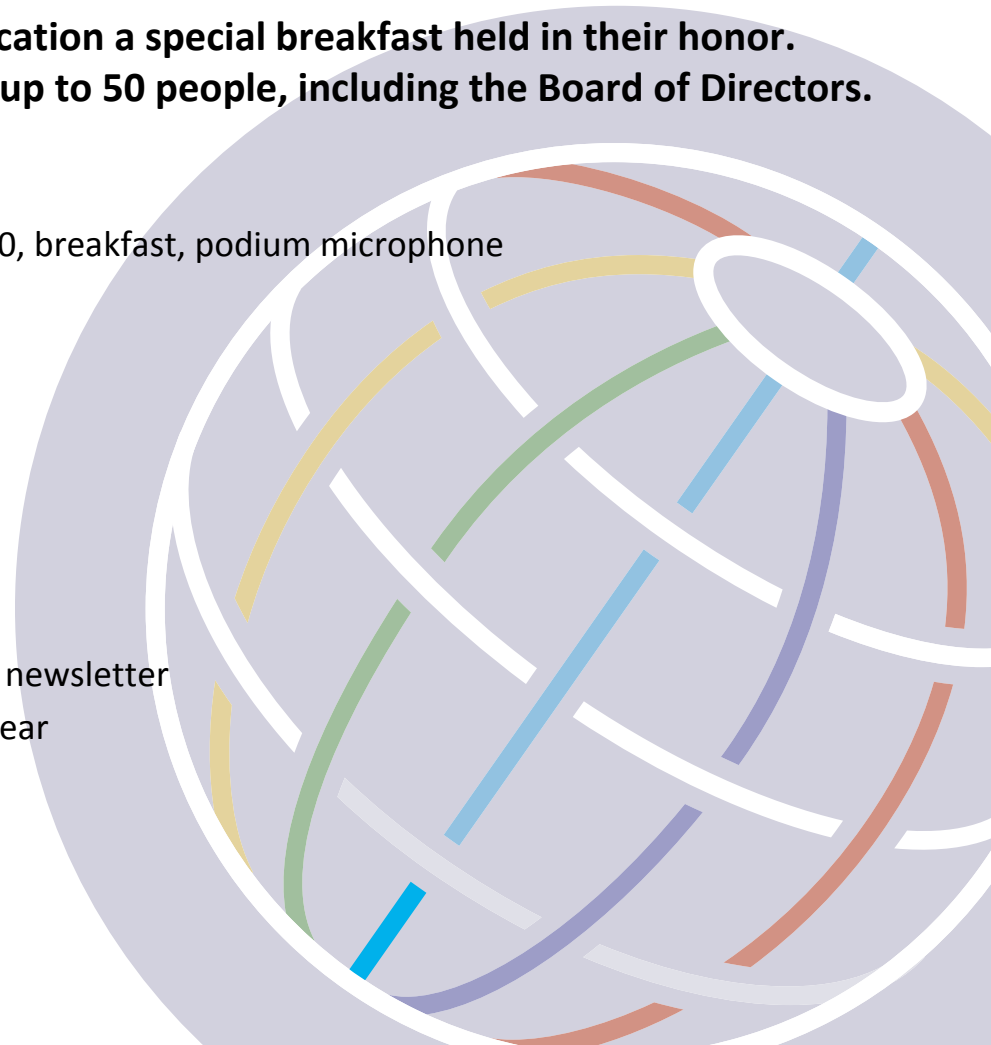 cation a special breakfast held in their honor.
up to 50 people, including the Board of Directors.
0, breakfast, podium microphone
newsletter
ear